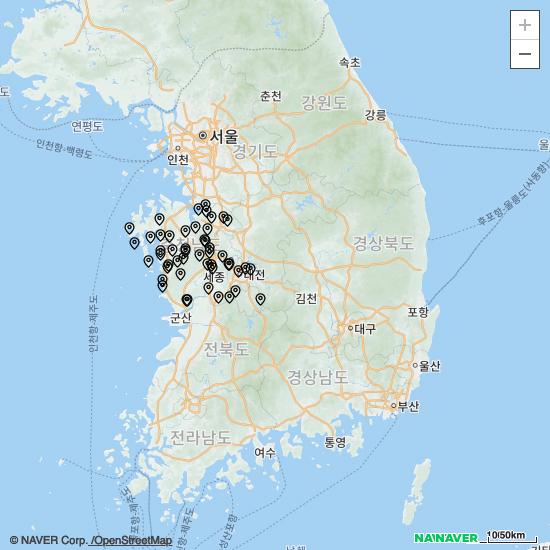 +
−
속초
춘천
강원도
연평도
강릉
서울
인천
경기도
인천항-백령도
후포항-울릉도(사동항)
경상북도
세종
대전
김천
인천항-제주도
군산
포항
대구
전북도
울산
경상남도
부산
전라남도
통영
여수
© NAVER Corp. /OpenStreetMap
NAVER
10/50km